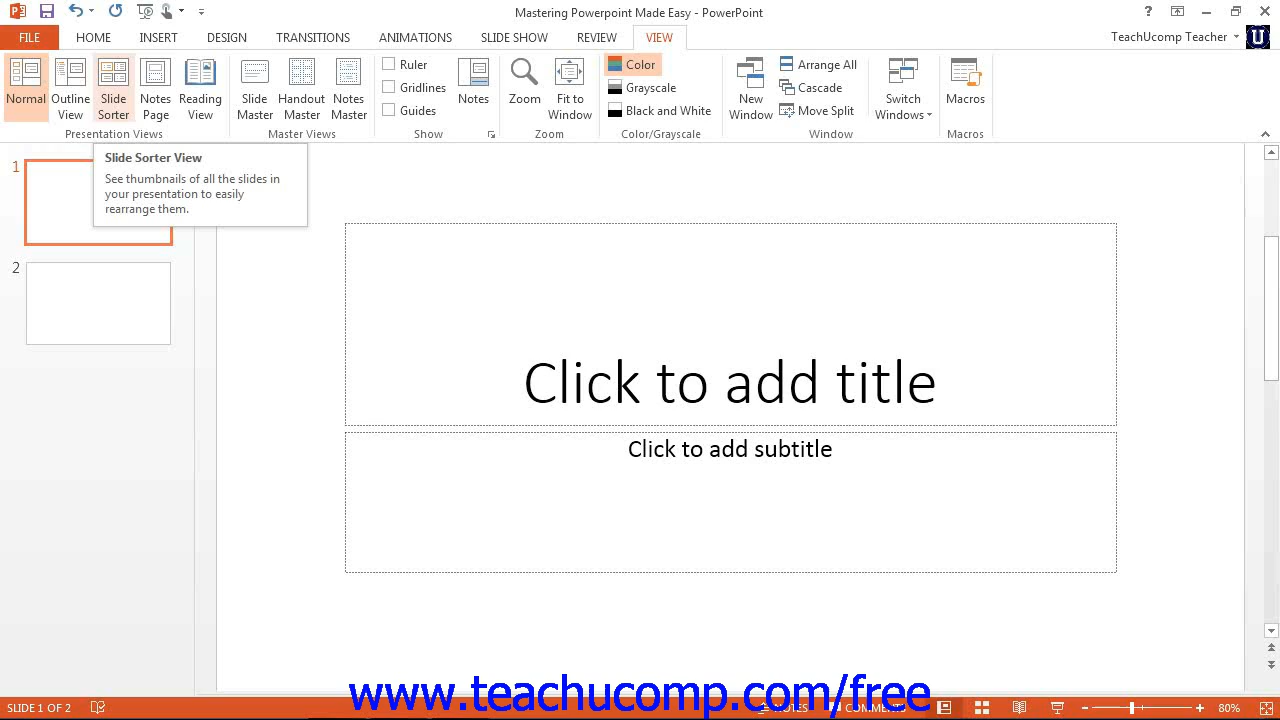 Mastering Powerpoint Made Easy - PowerPoint
?
FILE HOME INSERT DESIGN TRANSITIONS ANIMATIONS SLIDE SHOW REVIEW VIEW TeachUcomp Teacher U
Normal
Outline
View
Slide
Sorter
Notes
Page
Reading
View
Presentation Views
Slide
Master
Handout
Master
Notes
Master
Master Views
Ruler
Gridlines
Guides
Show
Notes
Zoom
Fit to
Window
Zoom
Color
Grayscale
Black and White
Color/Grayscale
New
Window
Arrange All
Cascade
Move Split
Window
Switch
Windows
Macros
Macros
Slide Sorter View
See thumbnails of all the slides in
your presentation to easily
rearrange them.
1
2
Click to add title
Click to add subtitle
www.teachucomp.com/free
SLIDE 1 OF 2 NOTES COMMENTS 80%